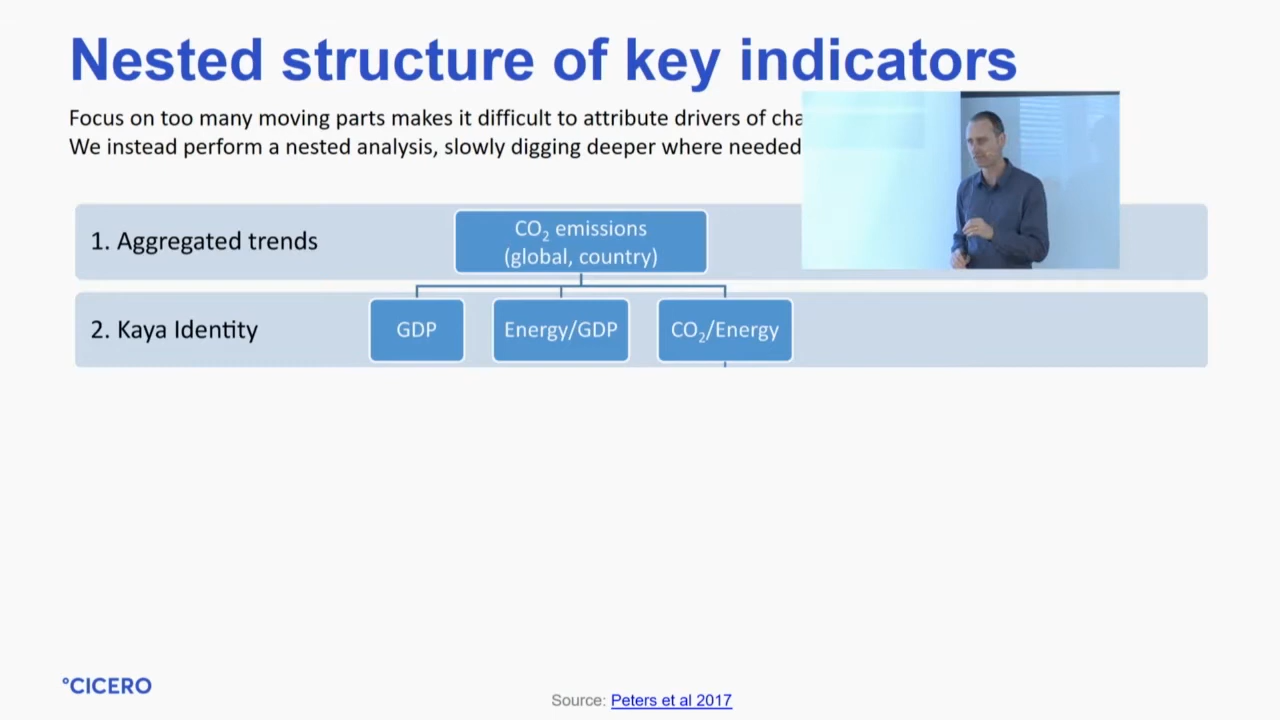 Nested structure of key indicators
Focus on too many moving parts makes it difficult to attribute drivers of cha
We instead perform a nested analysis, slowly digging deeper where needed
1. Aggregated trends
CO₂ emissions
(global, country)
2. Kaya Identity
GDP
Energy/GDP
CO₂/Energy
°CICERO
Source: Peters et al 2017